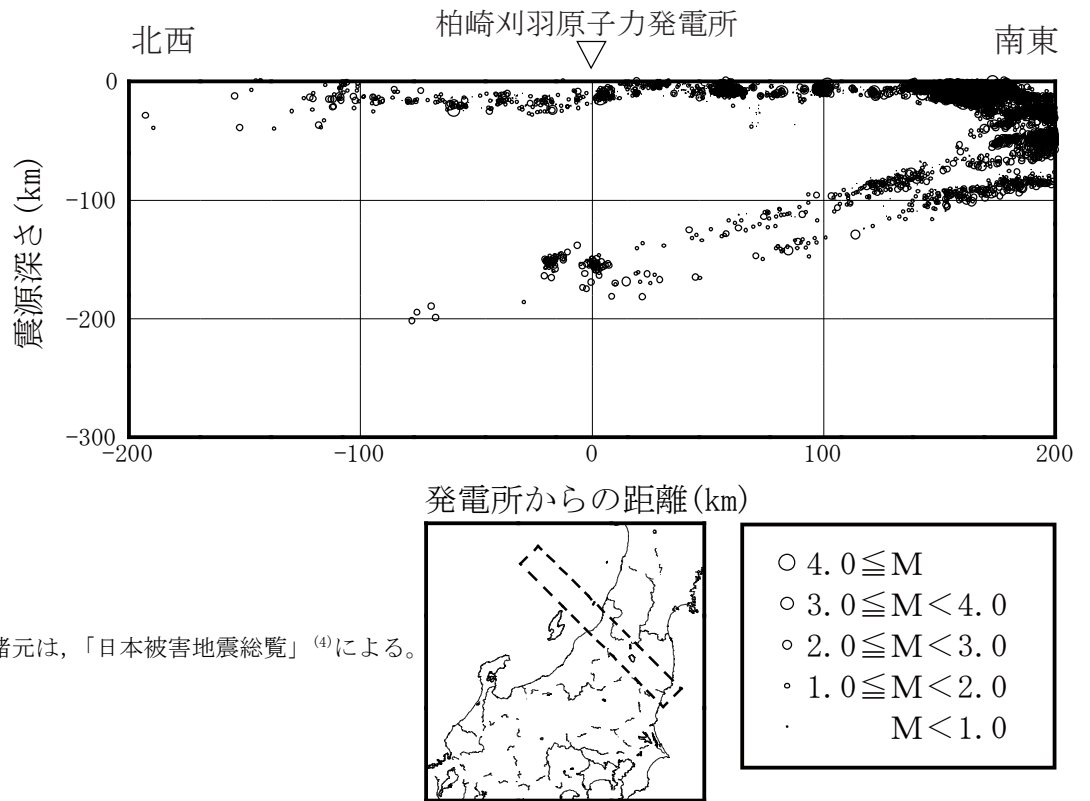 柏崎刈羽原子力発電所
北西
南東
▽
0
-100
-200
-300
震源深さ(km)
-200 -100 0 100 200
発電所からの距離(km)
諸元は，「日本被害地震総覧」⁽⁴⁾による。
4.0≦M
3.0≦M＜4.0
2.0≦M＜3.0
1.0≦M＜2.0
M＜1.0